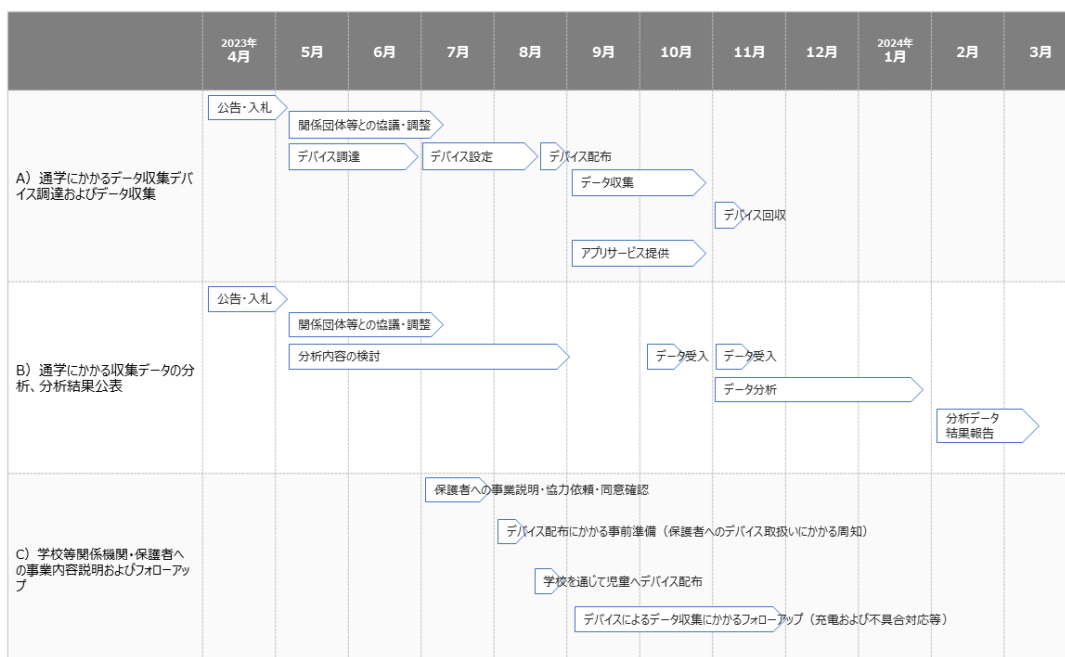 2023年
4月
5月
6月
7月
8月
9月
10月
11月
12月
2024年
1月
2月
3月
A）通学にかかるデータ収集デバ
イス調達およびデータ収集
公告・入札
関係団体等との協議・調整
デバイス調達
デバイス設定
デバイス配布
データ収集
デバイス回収
アプリサービス提供
B）通学にかかる収集データの分
析、分析結果公表
公告・入札
関係団体等との協議・調整
分析内容の検討
データ受入
データ受入
データ分析
分析データ
結果報告
C）学校等関係機関・保護者へ
の事業内容説明およびフォローアッ
プ
保護者への事業説明・協力依頼・同意確認
デバイス配布にかかる事前準備（保護者へのデバイス取扱いにかかる周知）
学校を通じて児童へデバイス配布
デバイスによるデータ収集にかかるフォローアップ（充電および不具合対応等）